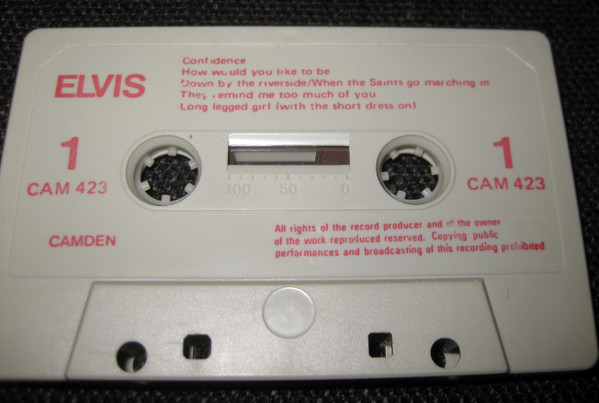 Confidence
ELVIS
How would you like to be
Down by the riverside/When the Saints go marching in
They remind me too much of you
Long legged girl (with the short dress on)
1
1
CAM 423
CAM 423
100 50 0
CAMDEN
All rights of the record producer and of the owner
of the work reproduced reserved. Copying public
performances and broadcasting of this recording prohibited